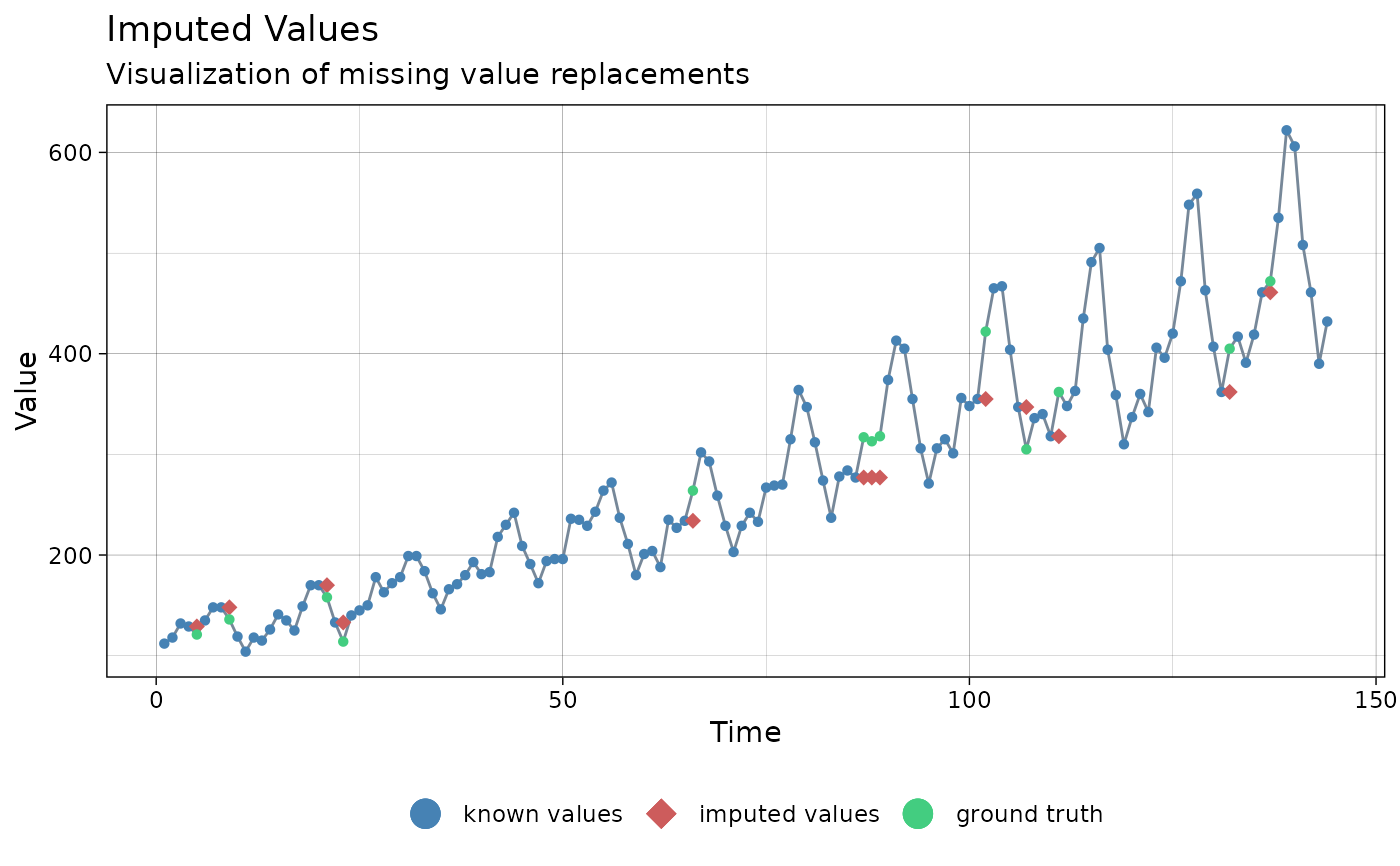 Imputed Values
Visualization of missing value replacements
Value
600
400
200
0 50 100 150
Time
known values imputed values ground truth